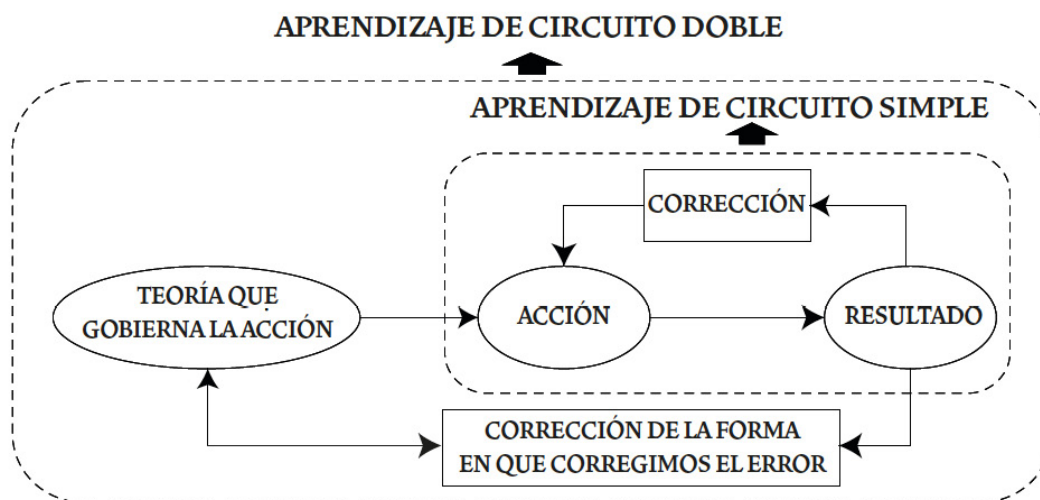 APRENDIZAJE DE CIRCUITO DOBLE
APRENDIZAJE DE CIRCUITO SIMPLE
CORRECCIÓN
TEORÍA QUE
GOBIERNA LA ACCIÓN
ACCIÓN
RESULTADO
CORRECCIÓN DE LA FORMA
EN QUE CORREGIMOS EL ERROR